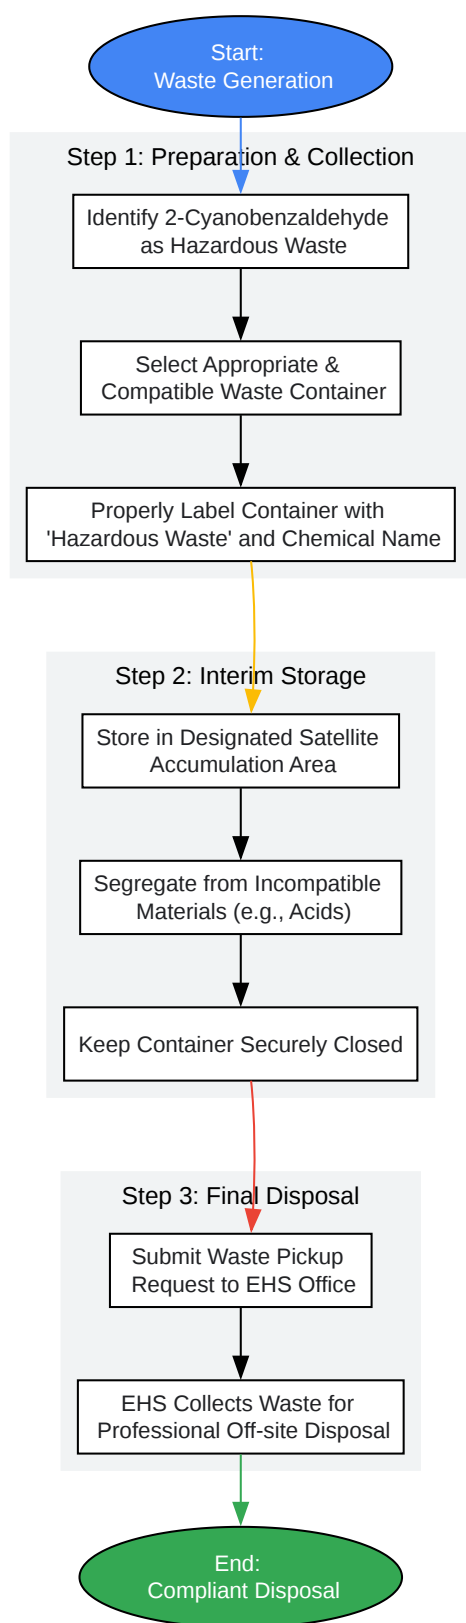 Start:
Waste Generation
Step 1: Preparation & Collection
Identify 2-Cyanobenzaldehyde
as Hazardous Waste
Select Appropriate &
Compatible Waste Container
Properly Label Container with
'Hazardous Waste' and Chemical Name
Step 2: Interim Storage
Store in Designated Satellite
Accumulation Area
Segregate from Incompatible
Materials (e.g., Acids)
Keep Container Securely Closed
Step 3: Final Disposal
Submit Waste Pickup
Request to EHS Office
EHS Collects Waste for
Professional Off-site Disposal
End:
Compliant Disposal